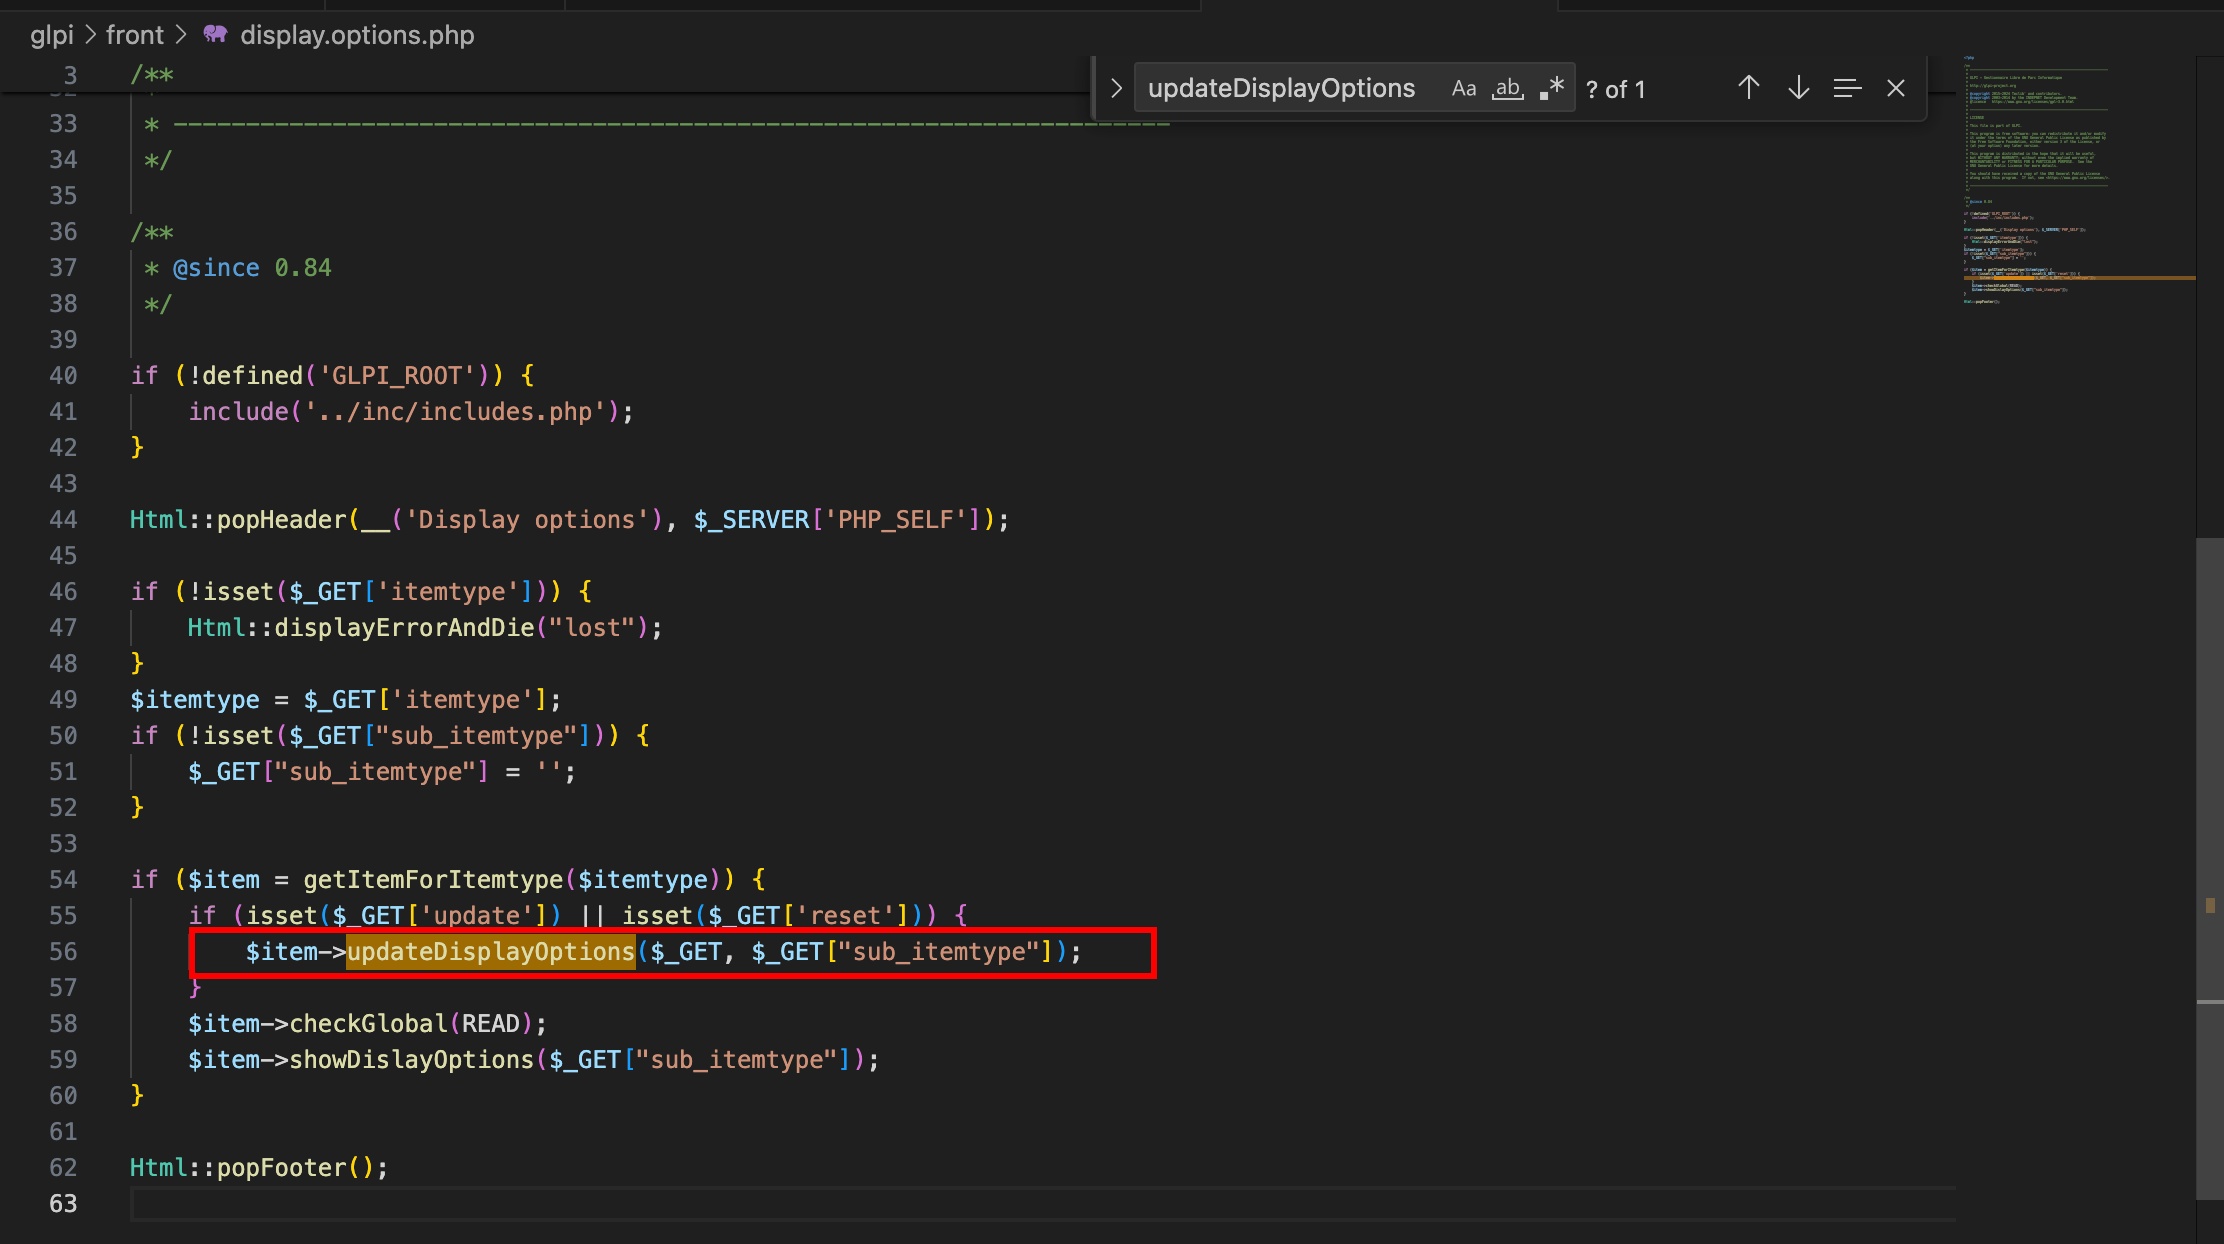 glpi > front > display.options.php
updateDisplayOptions Aa ab .* ? of 1
3 /**
32 *
33 * ---------------------------------------------------------------------
34 */
35
36 /**
37 * @since 0.84
38 */
39
40 if (!defined('GLPI_ROOT')) {
41     include('../inc/includes.php');
42 }
43
44 Html::popHeader(__('Display options'), $_SERVER['PHP_SELF']);
45
46 if (!isset($_GET['itemtype'])) {
47     Html::displayErrorAndDie("lost");
48 }
49 $itemtype = $_GET['itemtype'];
50 if (!isset($_GET["sub_itemtype"])) {
51     $_GET["sub_itemtype"] = '';
52 }
53
54 if ($item = getItemForItemtype($itemtype)) {
55     if (isset($_GET['update']) || isset($_GET['reset'])) {
56         $item->updateDisplayOptions($_GET, $_GET["sub_itemtype"]);
57     }
58     $item->checkGlobal(READ);
59     $item->showDislayOptions($_GET["sub_itemtype"]);
60 }
61
62 Html::popFooter();
63